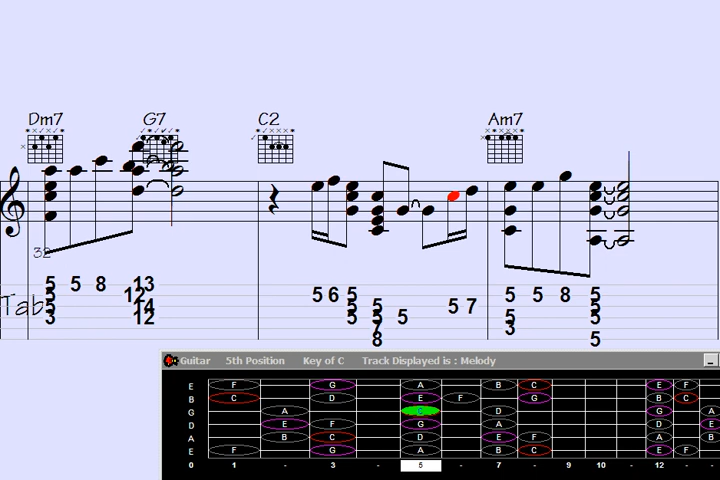 Dm7 G7 C2 Am7
32
Tab
5 5 8 13 5 6 5 5 5 8 5
5 12 5 5 5
5 14 5 5 5 7 5 5
3 12 7 3
8 5
Guitar 5th Position Key of C Track Displayed is : Melody
E F G A B C E F
B C D E F G B C
G A D G A
D E F G A D E
A B C D E F A B
E F G A B C E F
0 1 - 3 - 5 - 7 - 9 10 - 12 -